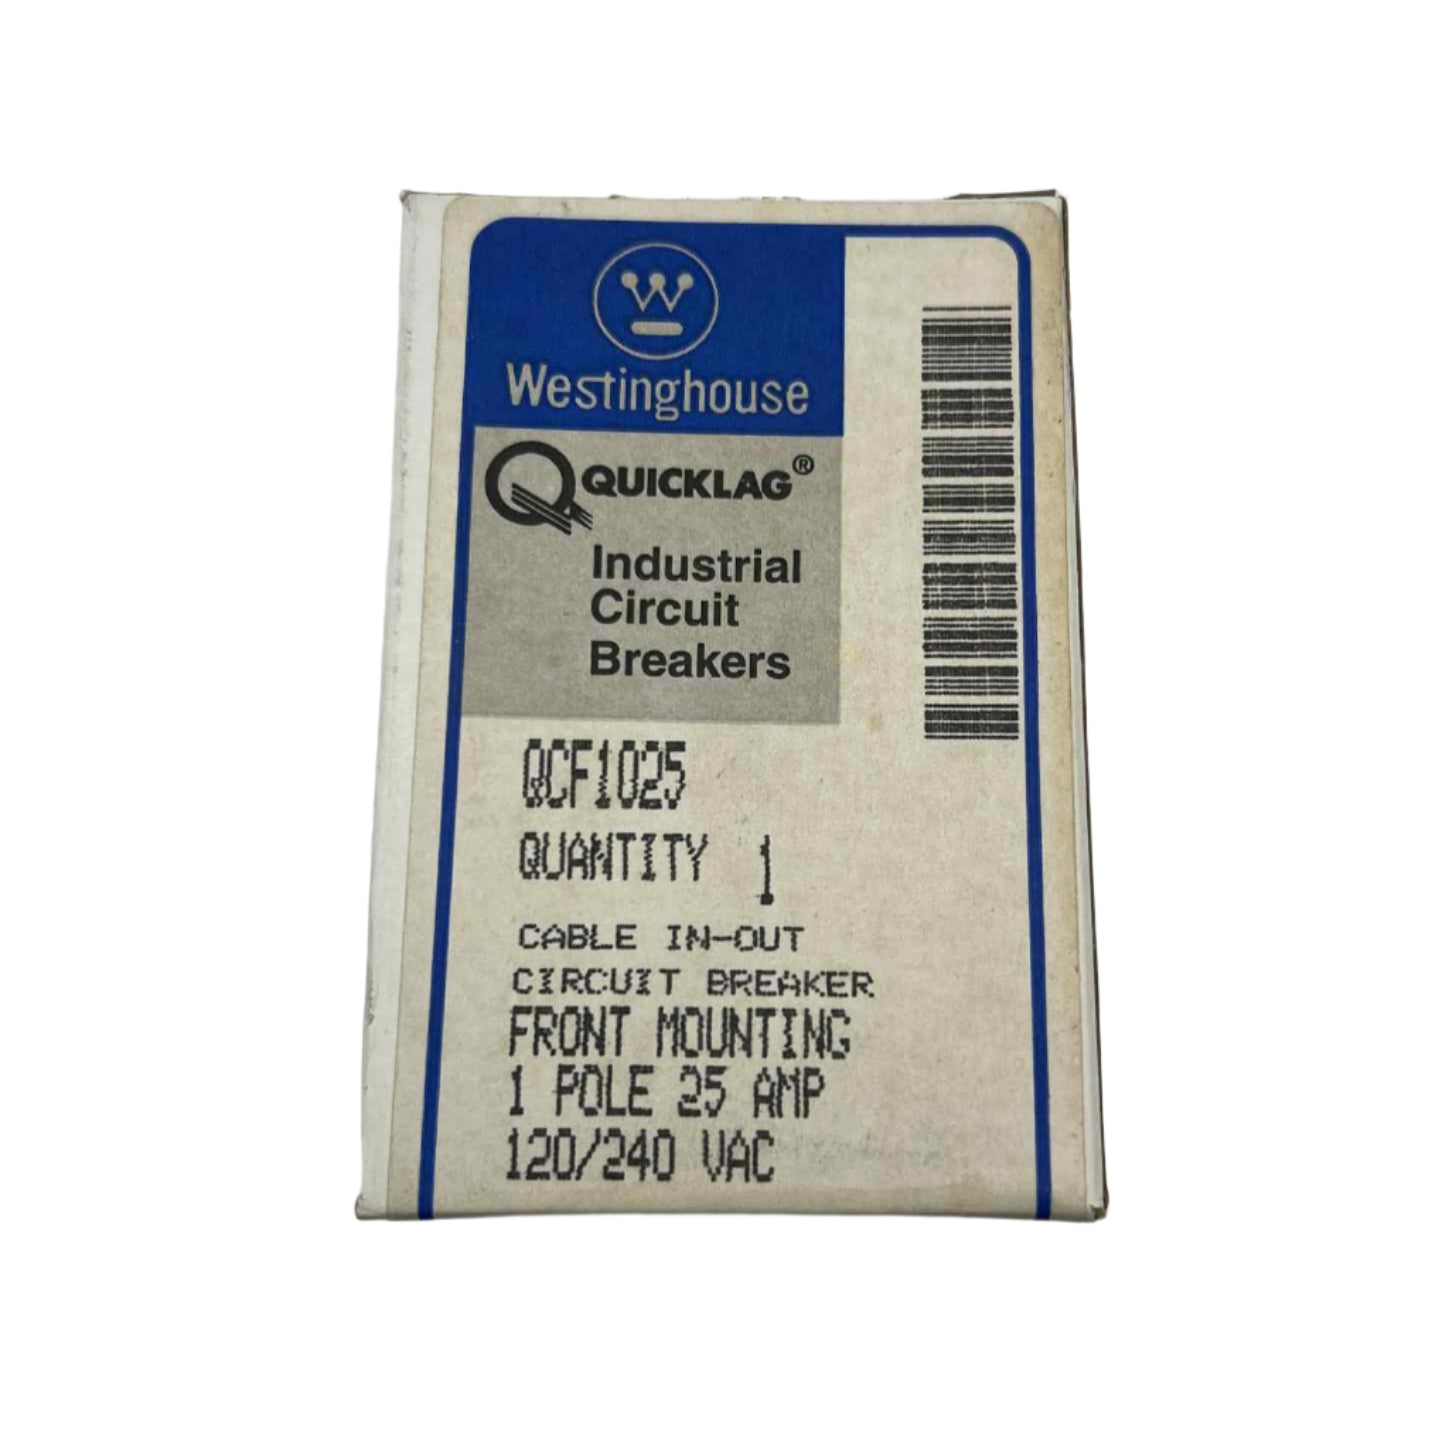 Westinghouse
QUICKLAG®
Industrial
Circuit
Breakers
QCF1025
QUANTITY 1
CABLE IN-OUT
CIRCUIT BREAKER
FRONT MOUNTING
1 POLE 25 AMP
120/240 VAC